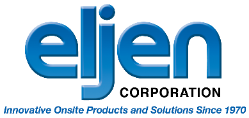 eljen
CORPORATION
Innovative Onsite Products and Solutions Since 1970